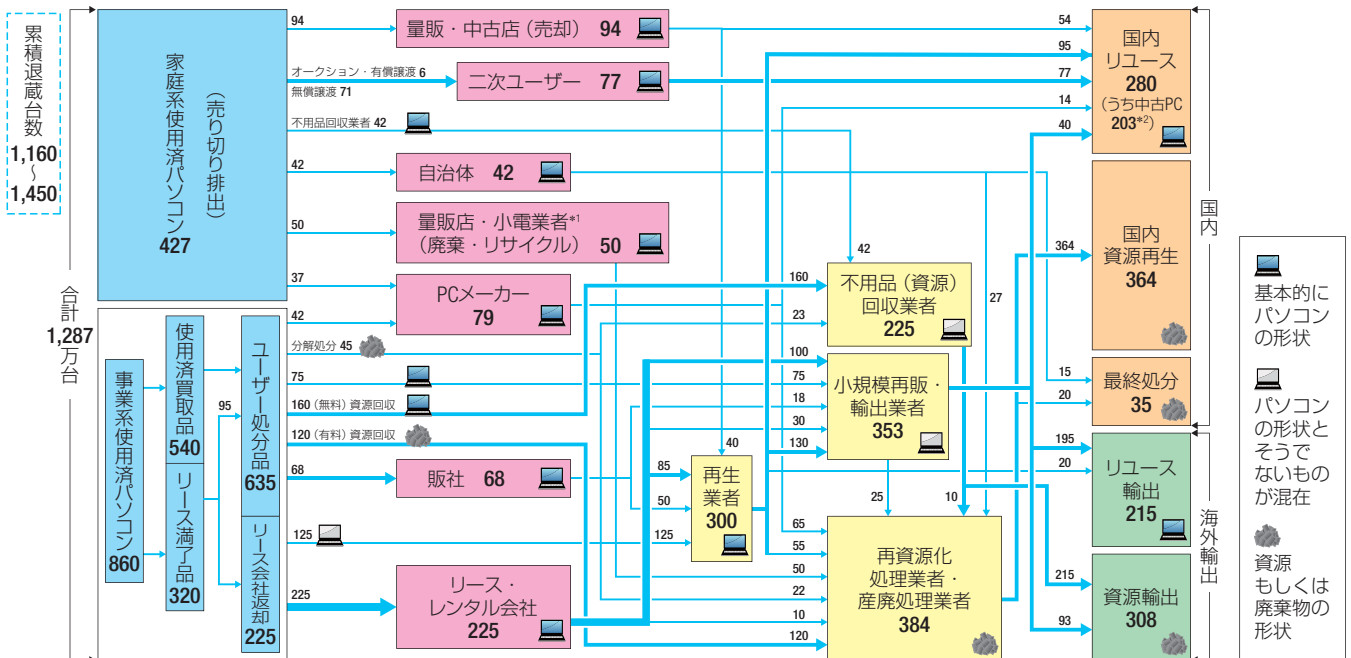 累積退蔵台数
1,160
～
1,450
合計
1,287
万台
家庭系使用済パソコン
（売り切り排出）
427
事業系使用済パソコン
860
使用済買取品
540
リース満了品
320
95
ユーザー処分品
635
リース会社返却
225
94
オークション・有償譲渡 6
無償譲渡 71
不用品回収業者 42
42
50
37
42
分解処分 45
75
160 (無料) 資源回収
120 (有料) 資源回収
68
125
225
量販・中古店（売却） 94
二次ユーザー 77
自治体 42
量販店・小電業者*1
（廃棄・リサイクル） 50
PCメーカー
79
販社 68
リース・
レンタル会社
225
40
85
50
125
再生
業者
300
42
160
23
不用品（資源）
回収業者
225
27
100
75
18
30
130
小規模再販・
輸出業者
353
25
10
65
55
50
22
10
120
再資源化
処理業者・
産廃処理業者
384
54
95
77
14
40
国内
リユース
280
（うち中古PC
203*2）
364
国内
資源再生
364
15
20
最終処分
35
195
20
リユース
輸出
215
215
93
資源輸出
308
国内
海外輸出
基本的に
パソコン
の形状
パソコン
の形状と
そうで
ないもの
が混在
資源
もしくは
廃棄物の
形状